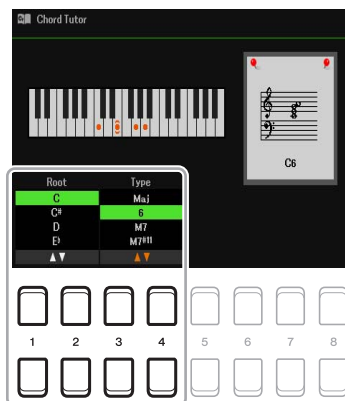 Chord Tutor
C6
Root Type
C Maj
C# 6
D M7
E♭ M7#11
▲▼ ▲▼
1 2 3 4 5 6 7 8